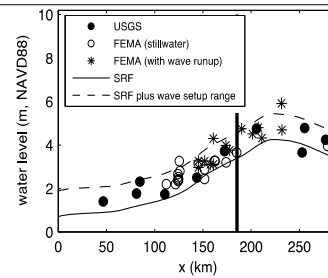 10
8
6
4
2
0
water level (m, NAVD88)
USGS
FEMA (stillwater)
FEMA (with wave runup)
SRF
SRF plus wave setup range
0
50
100
150
200
250
x (km)